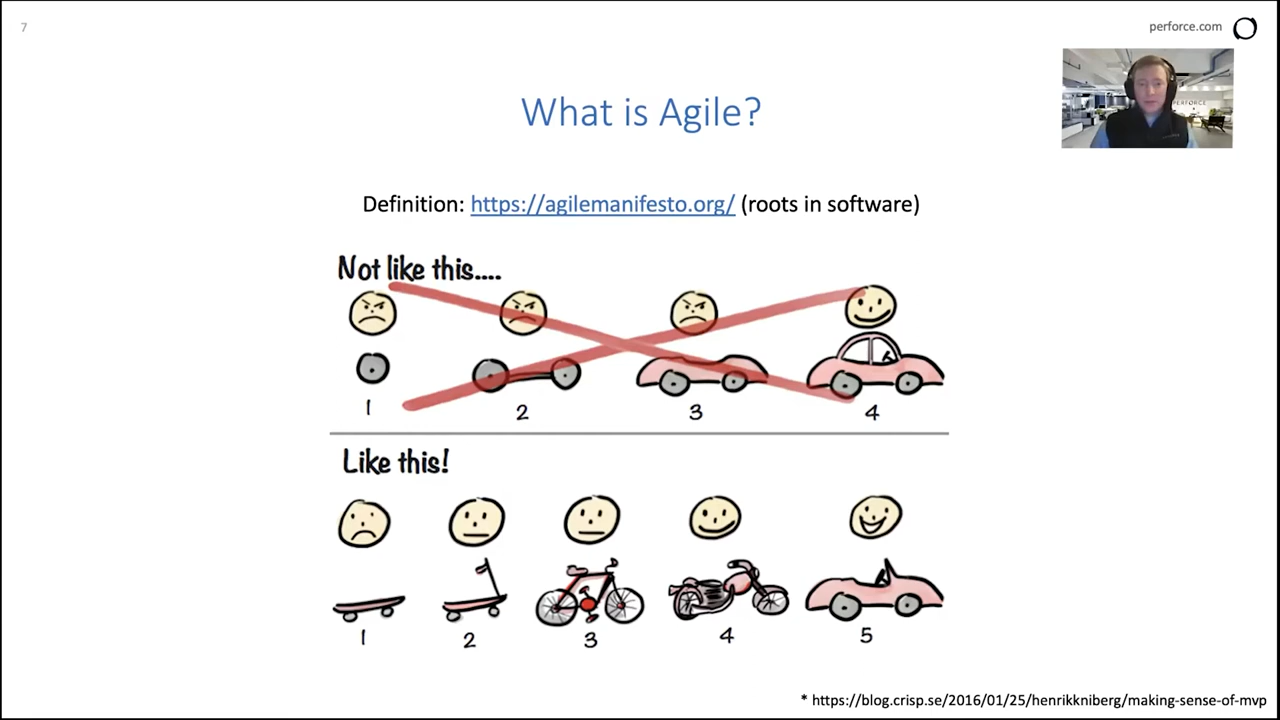 7
perforce.com
PERFORCE
What is Agile?
Definition: https://agilemanifesto.org/ (roots in software)
Not like this....
1 2 3 4
Like this!
1 2 3 4 5
* https://blog.crisp.se/2016/01/25/henrikkniberg/making-sense-of-mvp